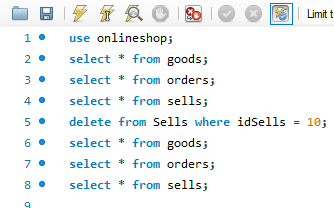 Limit to
1 use onlineshop;
2 select * from goods;
3 select * from orders;
4 select * from sells;
5 delete from Sells where idSells = 10;
6 select * from goods;
7 select * from orders;
8 select * from sells;
9